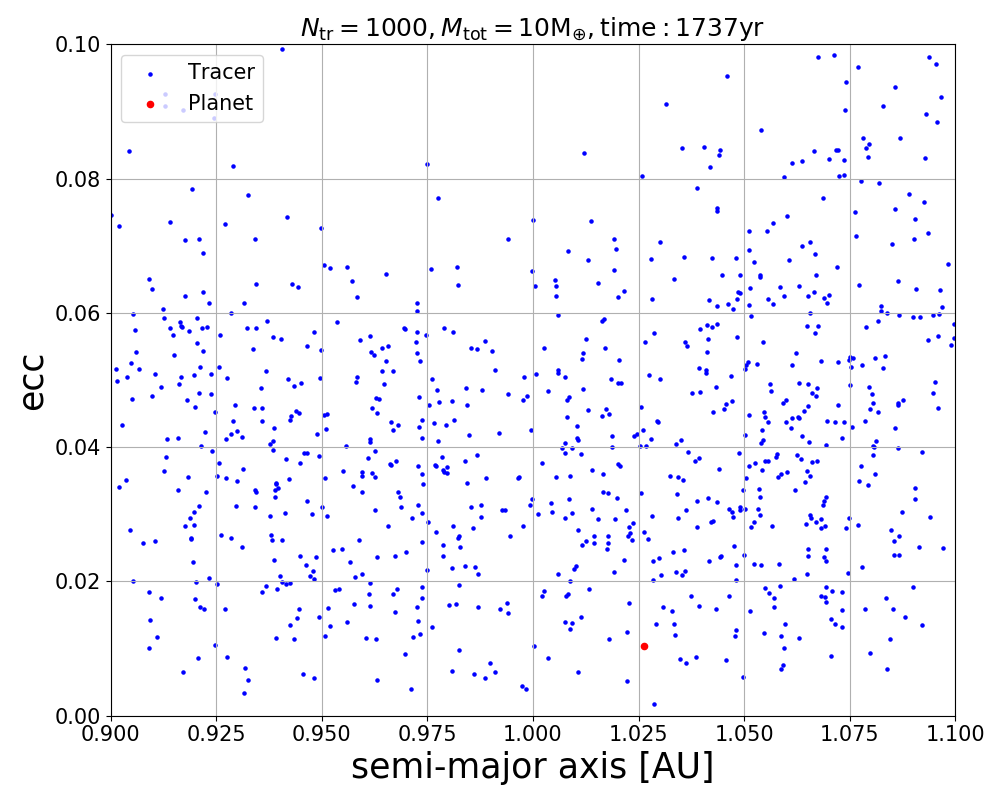 N_tr = 1000, M_tot = 10M_⊕, time : 1737yr
0.10
Tracer
Planet
0.08
0.06
ecc
0.04
0.02
0.00
0.900 0.925 0.950 0.975 1.000 1.025 1.050 1.075 1.100
semi-major axis [AU]